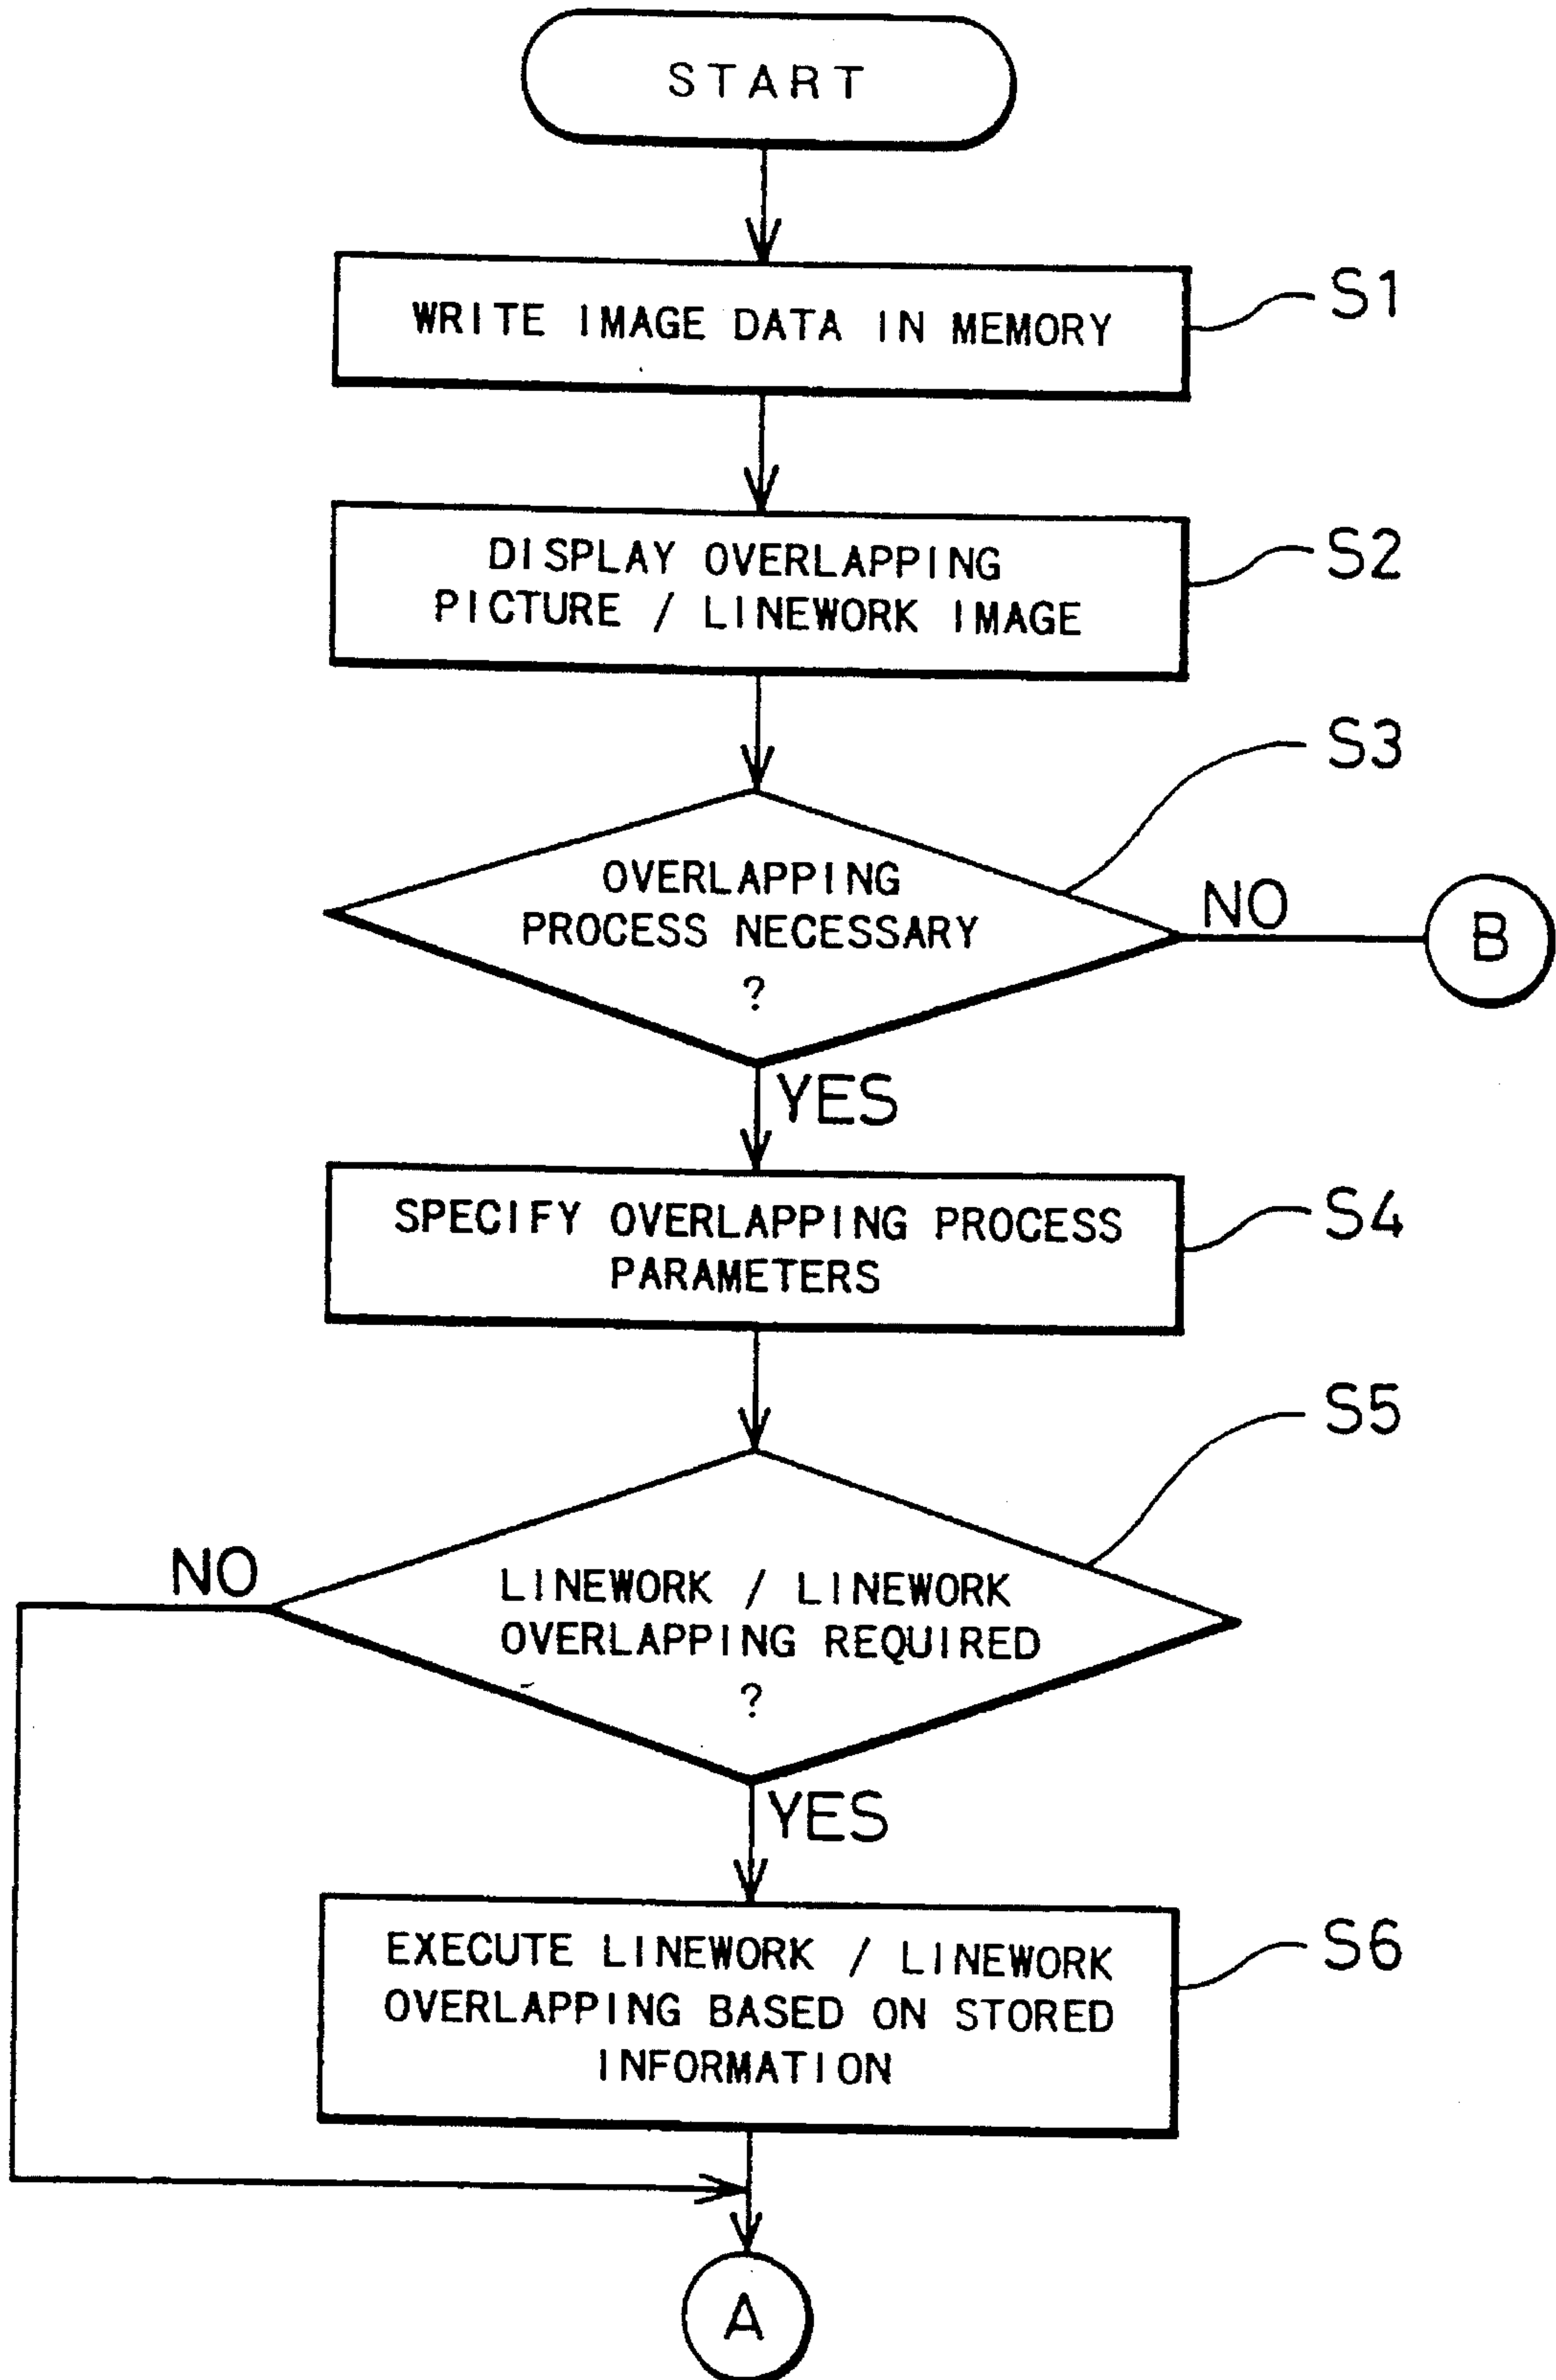 START
WRITE IMAGE DATA IN MEMORY
S1
DISPLAY OVERLAPPING
PICTURE / LINEWORK IMAGE
S2
S3
OVERLAPPING
PROCESS NECESSARY
?
NO
B
YES
SPECIFY OVERLAPPING PROCESS
PARAMETERS
S4
S5
NO
LINEWORK / LINEWORK
OVERLAPPING REQUIRED
?
YES
EXECUTE LINEWORK / LINEWORK
OVERLAPPING BASED ON STORED
INFORMATION
S6
A